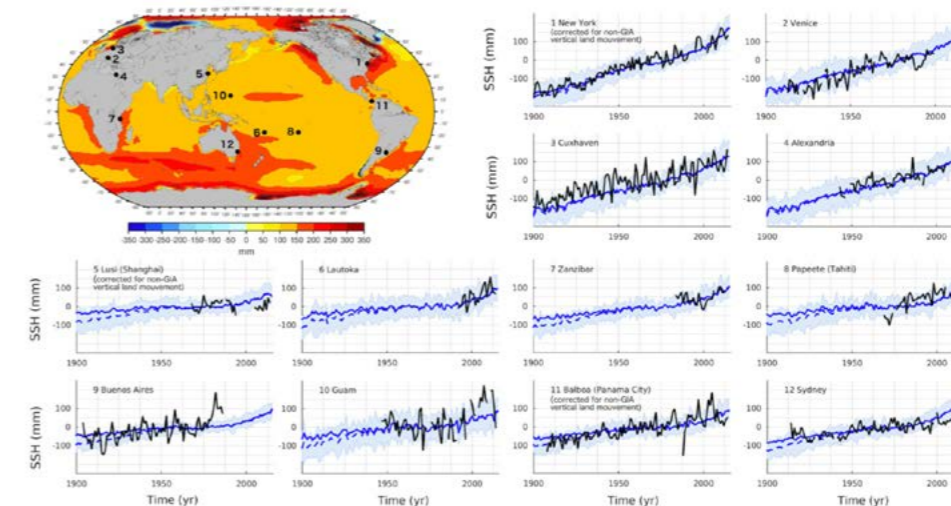 1
2
3
4
5
6
7
8
9
10
11
12
-350 -300 -250 -200 -150 -100 -50 0 50 100 150 200 250 300 350
mm
1 New York
(corrected for non-GIA
vertical land mouvement)
SSH (mm)
100
0
-100
1900 1950 2000
2 Venice
1900 1950 2000
3 Cuxhaven
SSH (mm)
100
0
-100
1900 1950 2000
4 Alexandria
1900 1950 2000
5 Lusi (Shanghai)
(corrected for non-GIA
vertical land mouvement)
SSH (mm)
100
0
-100
1900 1950 2000
6 Lautoka
100
0
-100
1900 1950 2000
7 Zanzibar
100
0
-100
1900 1950 2000
8 Papeete (Tahiti)
100
0
-100
1900 1950 2000
9 Buenos Aires
SSH (mm)
100
0
-100
1900 1950 2000
Time (yr)
10 Guam
100
0
-100
1900 1950 2000
Time (yr)
11 Balboa (Panama City)
(corrected for non-GIA
vertical land mouvement)
100
0
100
1900 1950 2000
Time (yr)
12 Sydney
100
0
-100
1900 1950 2000
Time (yr)